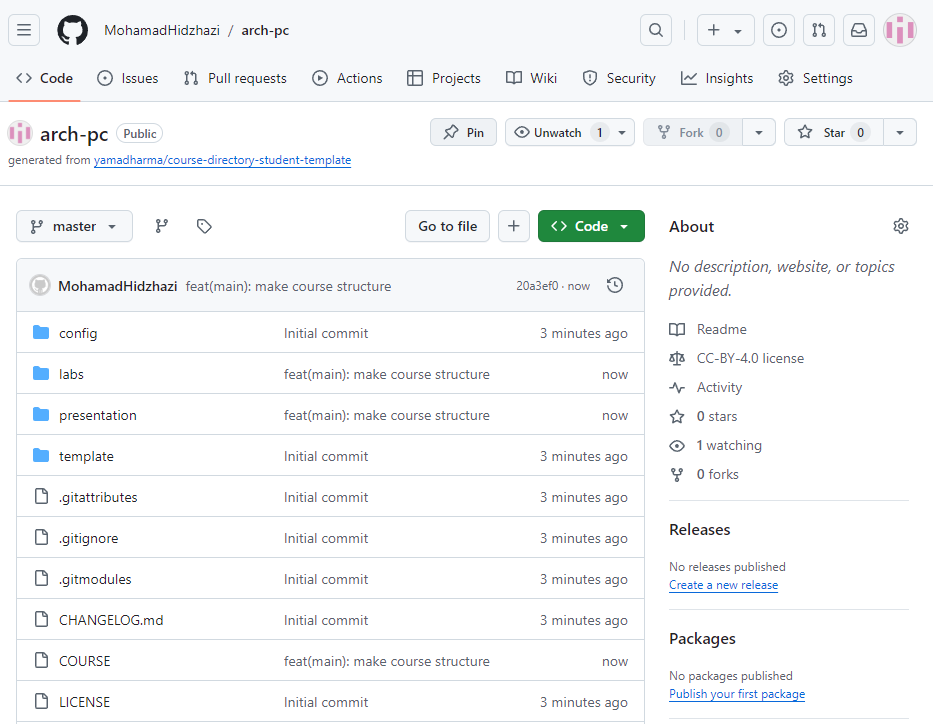 MohamadHidzhazi / arch-pc
Code Issues Pull requests Actions Projects Wiki Security Insights Settings
arch-pc Public
Pin Unwatch 1 Fork 0 Star 0
generated from yamadharma/course-directory-student-template
master
Go to file
Code
MohamadHidzhazi feat(main): make course structure 20a3ef0 · now
config Initial commit 3 minutes ago
labs feat(main): make course structure now
presentation feat(main): make course structure now
template Initial commit 3 minutes ago
.gitattributes Initial commit 3 minutes ago
.gitignore Initial commit 3 minutes ago
.gitmodules Initial commit 3 minutes ago
CHANGELOG.md Initial commit 3 minutes ago
COURSE feat(main): make course structure now
LICENSE Initial commit 3 minutes ago
About
No description, website, or topics
provided.
Readme
CC-BY-4.0 license
Activity
0 stars
1 watching
0 forks
Releases
No releases published
Create a new release
Packages
No packages published
Publish your first package